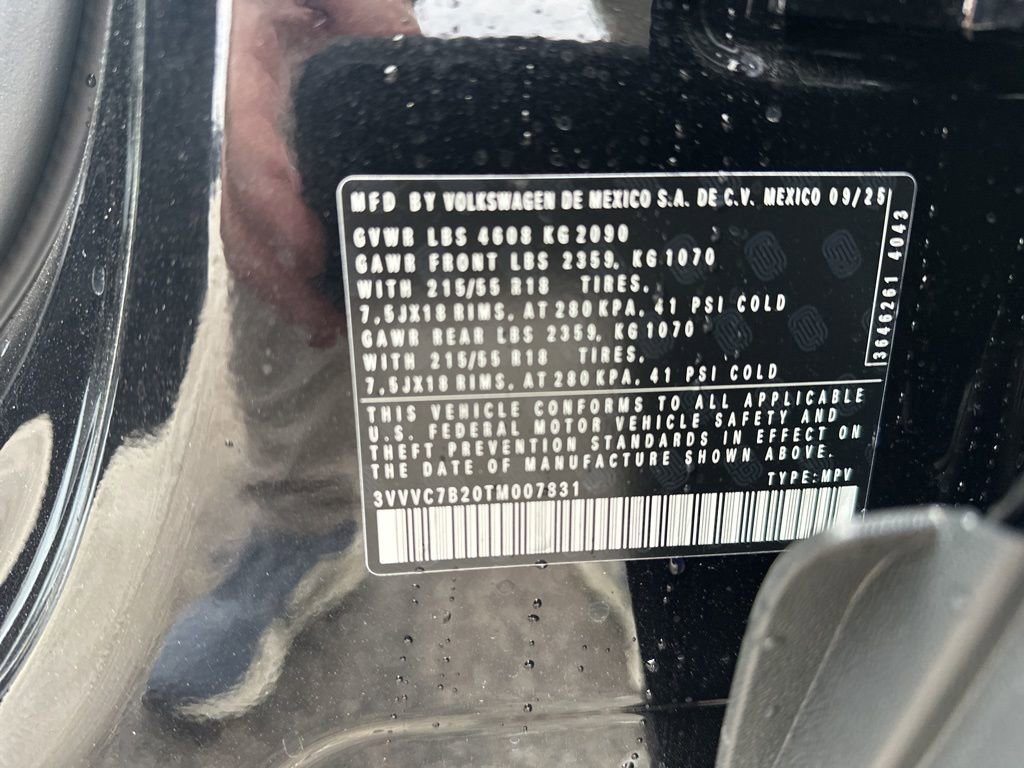 MFD BY VOLKSWAGEN DE MEXICO S.A. DE C.V. MEXICO 09/25
GVWR LBS 4608 KG 2090
GAWR FRONT LBS 2359, KG 1070
WITH 215/55 R18 TIRES,
7,5JX18 RIMS, AT 280 KPA, 41 PSI COLD
GAWR REAR LBS 2359, KG 1070
WITH 215/55 R18 TIRES,
7,5JX18 RIMS, AT 280 KPA, 41 PSI COLD
3646261 4043
THIS VEHICLE CONFORMS TO ALL APPLICABLE
U.S. FEDERAL MOTOR VEHICLE SAFETY AND
THEFT PREVENTION STANDARDS IN EFFECT ON
THE DATE OF MANUFACTURE SHOWN ABOVE.
TYPE: MPV
3VVVC7B20TM007831